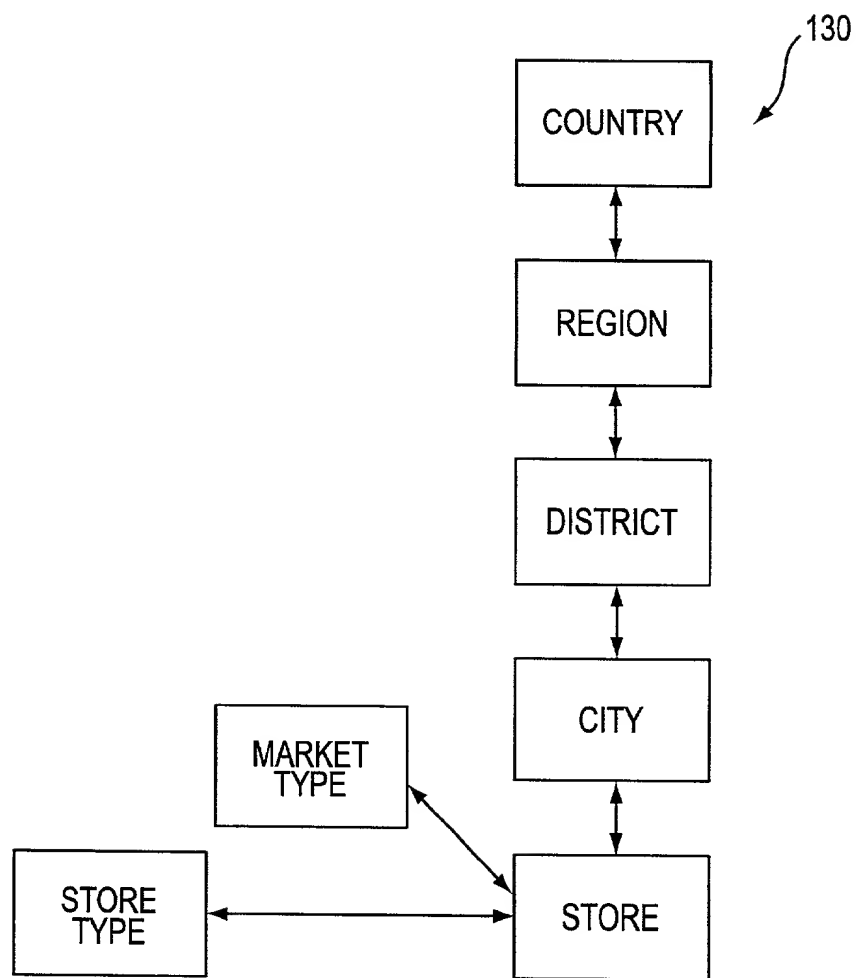 130
COUNTRY
REGION
DISTRICT
CITY
MARKET
TYPE
STORE
TYPE
STORE